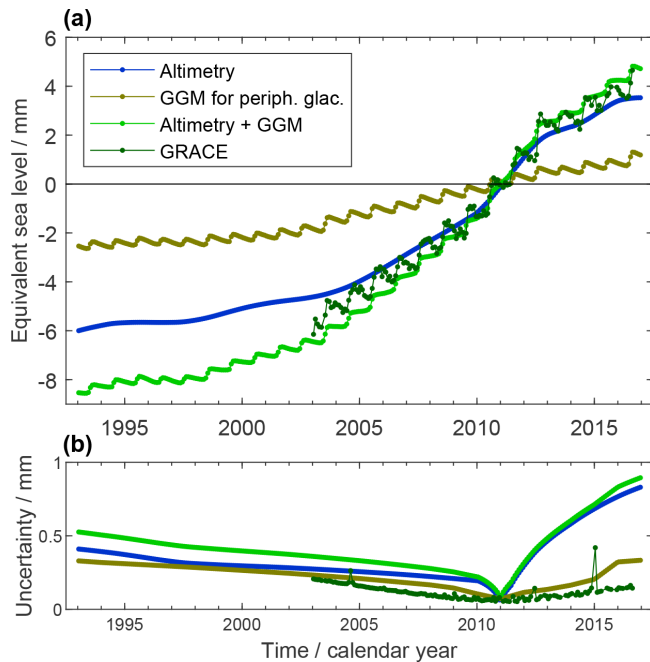 (a)
6
4
2
0
-2
-4
-6
-8
Equivalent sea level / mm
Altimetry
GGM for periph. glac.
Altimetry + GGM
GRACE
1995 2000 2005 2010 2015
(b)
1
0.5
0
Uncertainty / mm
1995 2000 2005 2010 2015
Time / calendar year